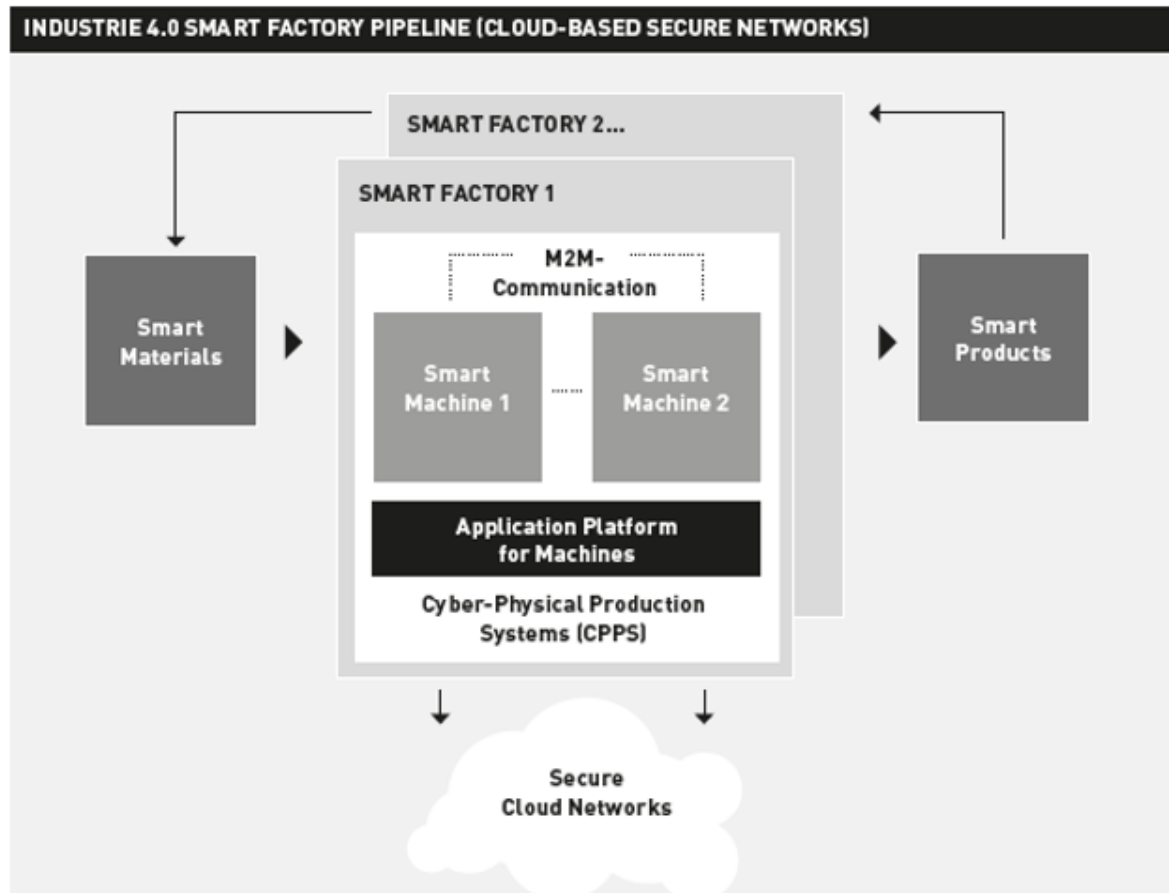 INDUSTRIE 4.0 SMART FACTORY PIPELINE (CLOUD-BASED SECURE NETWORKS)
SMART FACTORY 2...
SMART FACTORY 1
M2M-
Communication
Smart
Materials
Smart
Machine 1
Smart
Machine 2
Smart
Products
Application Platform
for Machines
Cyber-Physical Production
Systems (CPPS)
Secure
Cloud Networks